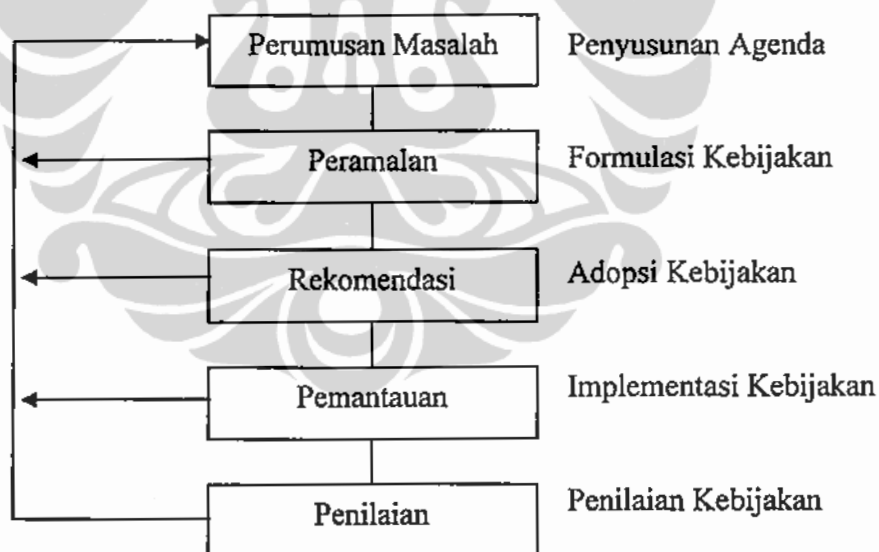 Perumusan Masalah Penyusunan Agenda
Peramalan Formulasi Kebijakan
Rekomendasi Adopsi Kebijakan
Pemantauan Implementasi Kebijakan
Penilaian Penilaian Kebijakan